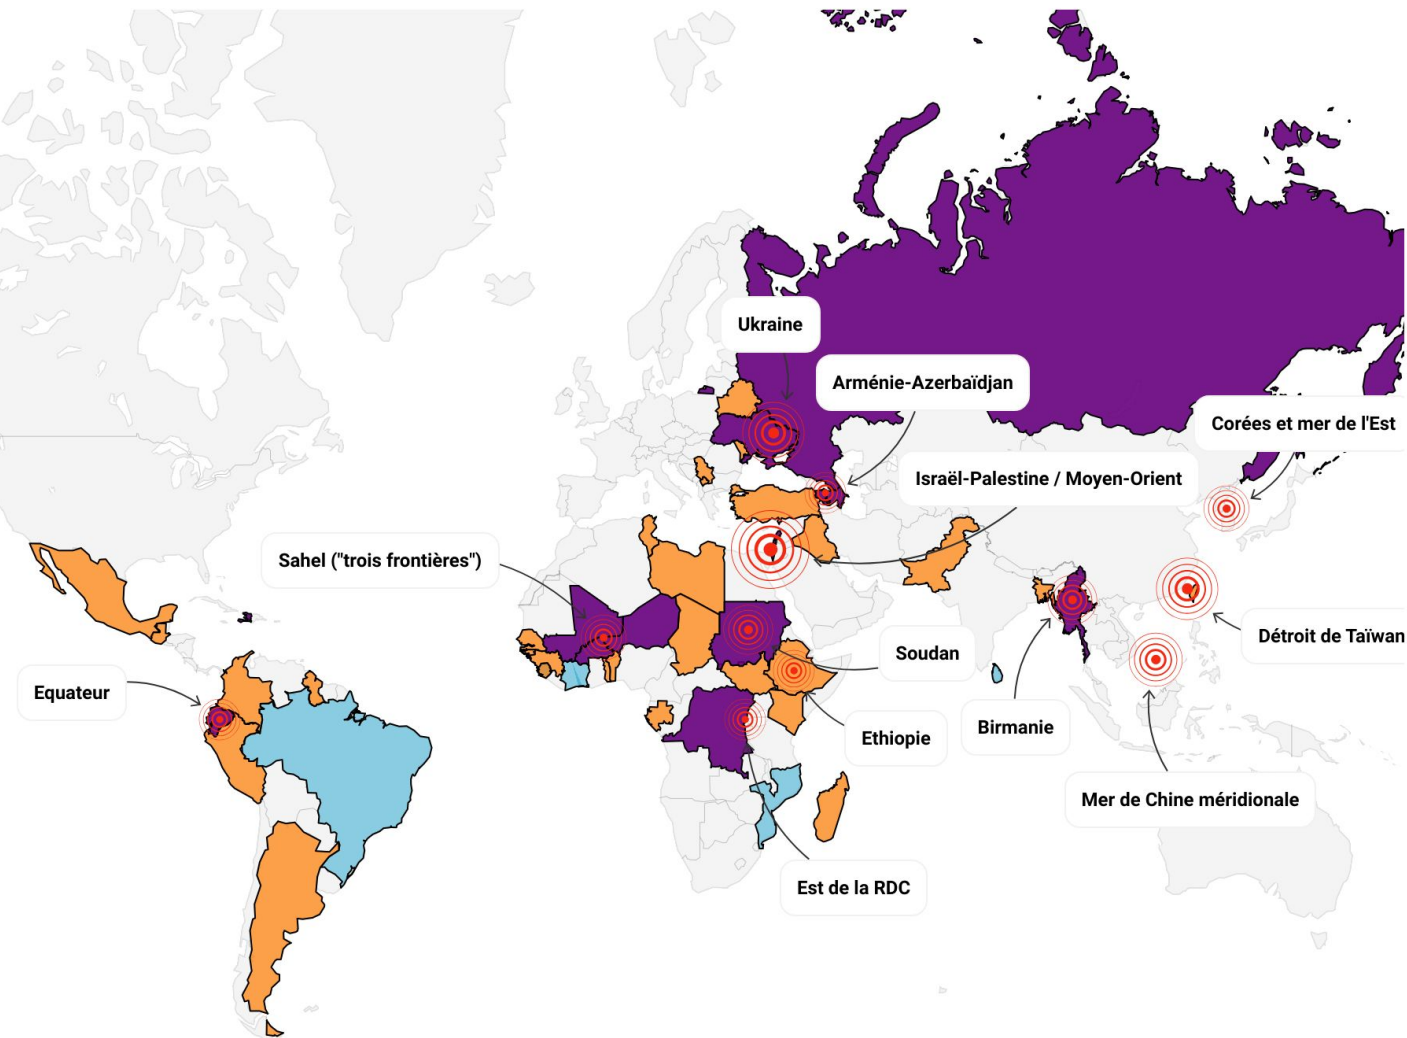 Ukraine
Arménie-Azerbaïdjan
Corées et mer de l'Est
Israël-Palestine / Moyen-Orient
Sahel ("trois frontières")
Détroit de Taïwan
Soudan
Equateur
Birmanie
Ethiopie
Mer de Chine méridionale
Est de la RDC